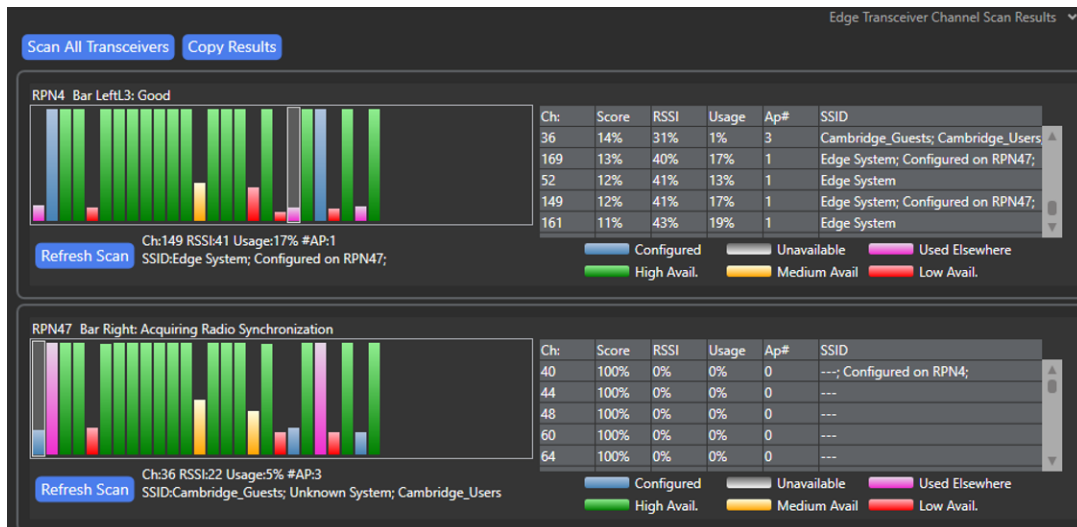 Edge Transceiver Channel Scan Results
Scan All Transceivers Copy Results
RPN4 Bar LeftL3: Good
Ch: Score RSSI Usage Ap# SSID
36 14% 31% 1% 3 Cambridge_Guests; Cambridge_Users
169 13% 40% 17% 1 Edge System; Configured on RPN47;
52 12% 41% 13% 1 Edge System
149 12% 41% 17% 1 Edge System; Configured on RPN47;
161 11% 43% 19% 1 Edge System
Refresh Scan
Ch:149 RSSI:41 Usage:17% #AP:1
SSID:Edge System; Configured on RPN47;
Configured Unavailable Used Elsewhere
High Avail. Medium Avail Low Avail.
RPN47 Bar Right: Acquiring Radio Synchronization
Ch: Score RSSI Usage Ap# SSID
40 100% 0% 0% 0 ---; Configured on RPN4;
44 100% 0% 0% 0 ---
48 100% 0% 0% 0 ---
60 100% 0% 0% 0 ---
64 100% 0% 0% 0 ---
Refresh Scan
Ch:36 RSSI:22 Usage:5% #AP:3
SSID:Cambridge_Guests; Unknown System; Cambridge_Users
Configured Unavailable Used Elsewhere
High Avail. Medium Avail Low Avail.